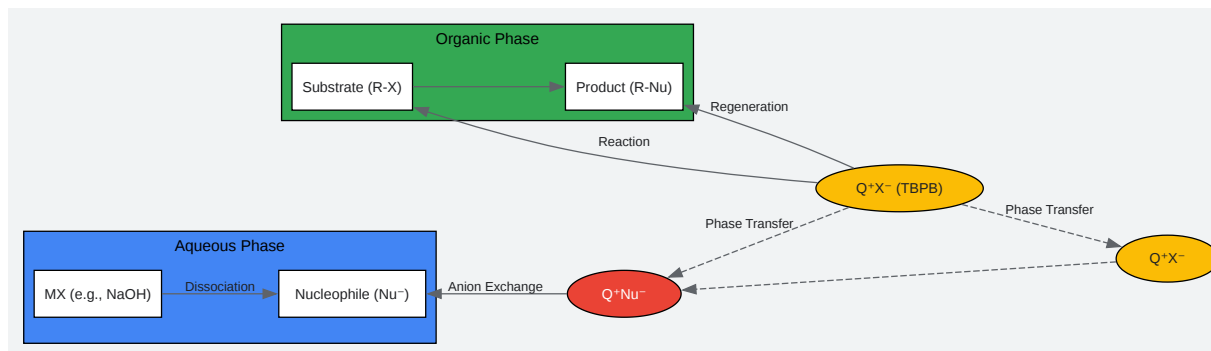 Organic Phase
Substrate (R-X)
Product (R-Nu)
Regeneration
Reaction
Q⁺X⁻ (TBPB)
Phase Transfer
Phase Transfer
Aqueous Phase
Q⁺X⁻
MX (e.g., NaOH)
Dissociation
Nucleophile (Nu⁻)
Anion Exchange
Q⁺Nu⁻